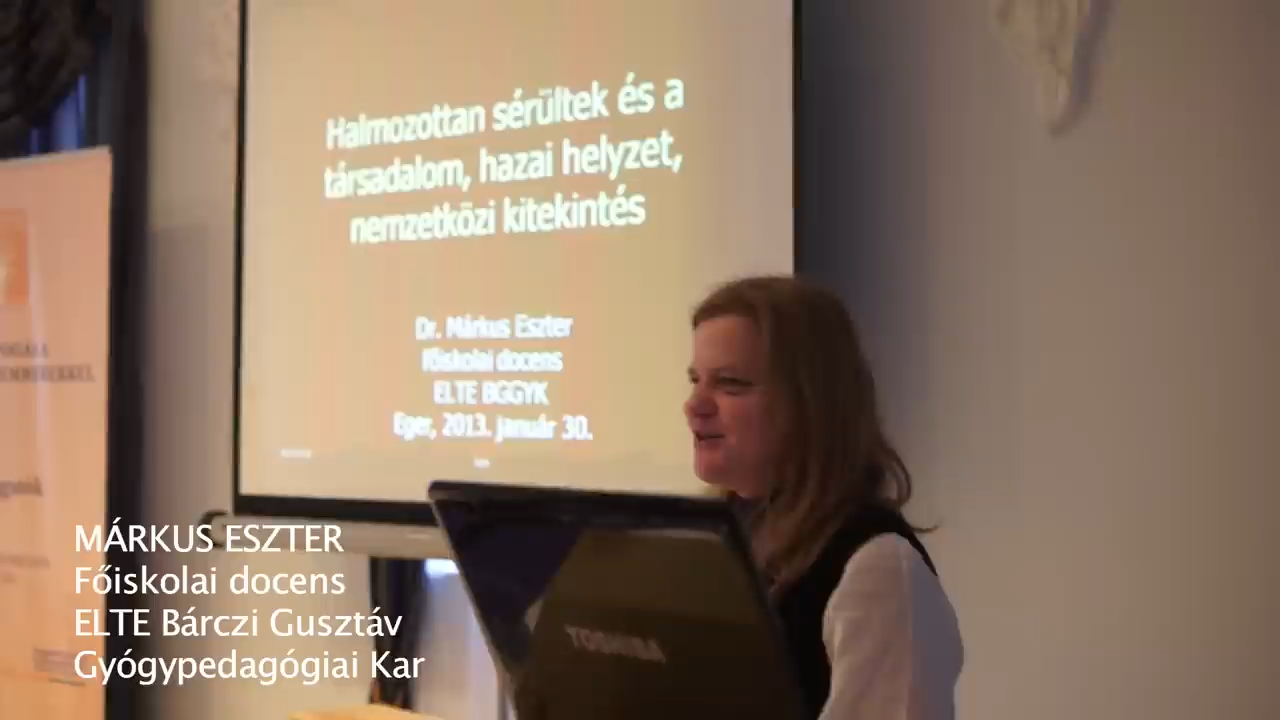 Halmozottan sérültek és a
társadalom, hazai helyzet,
nemzetközi kitekintés
Dr. Márkus Eszter
Főiskolai docens
ELTE BGGYK
Eger, 2013. január 30.
TOSHIBA
MÁRKUS ESZTER
Főiskolai docens
ELTE Bárczi Gusztáv
Gyógypedagógiai Kar